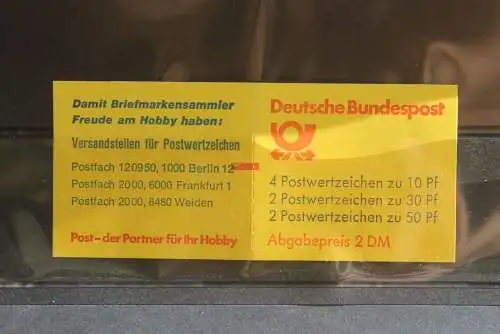 Damit Briefmarkensammler
Freude am Hobby haben:
Versandstellen für Postwertzeichen
Postfach 120950, 1000 Berlin 12
Postfach 2000, 6000 Frankfurt 1
Postfach 2000, 8480 Weiden
Post – der Partner für Ihr Hobby
Deutsche Bundespost
4 Postwertzeichen zu 10 Pf
2 Postwertzeichen zu 30 Pf
2 Postwertzeichen zu 50 Pf
Abgabepreis 2 DM